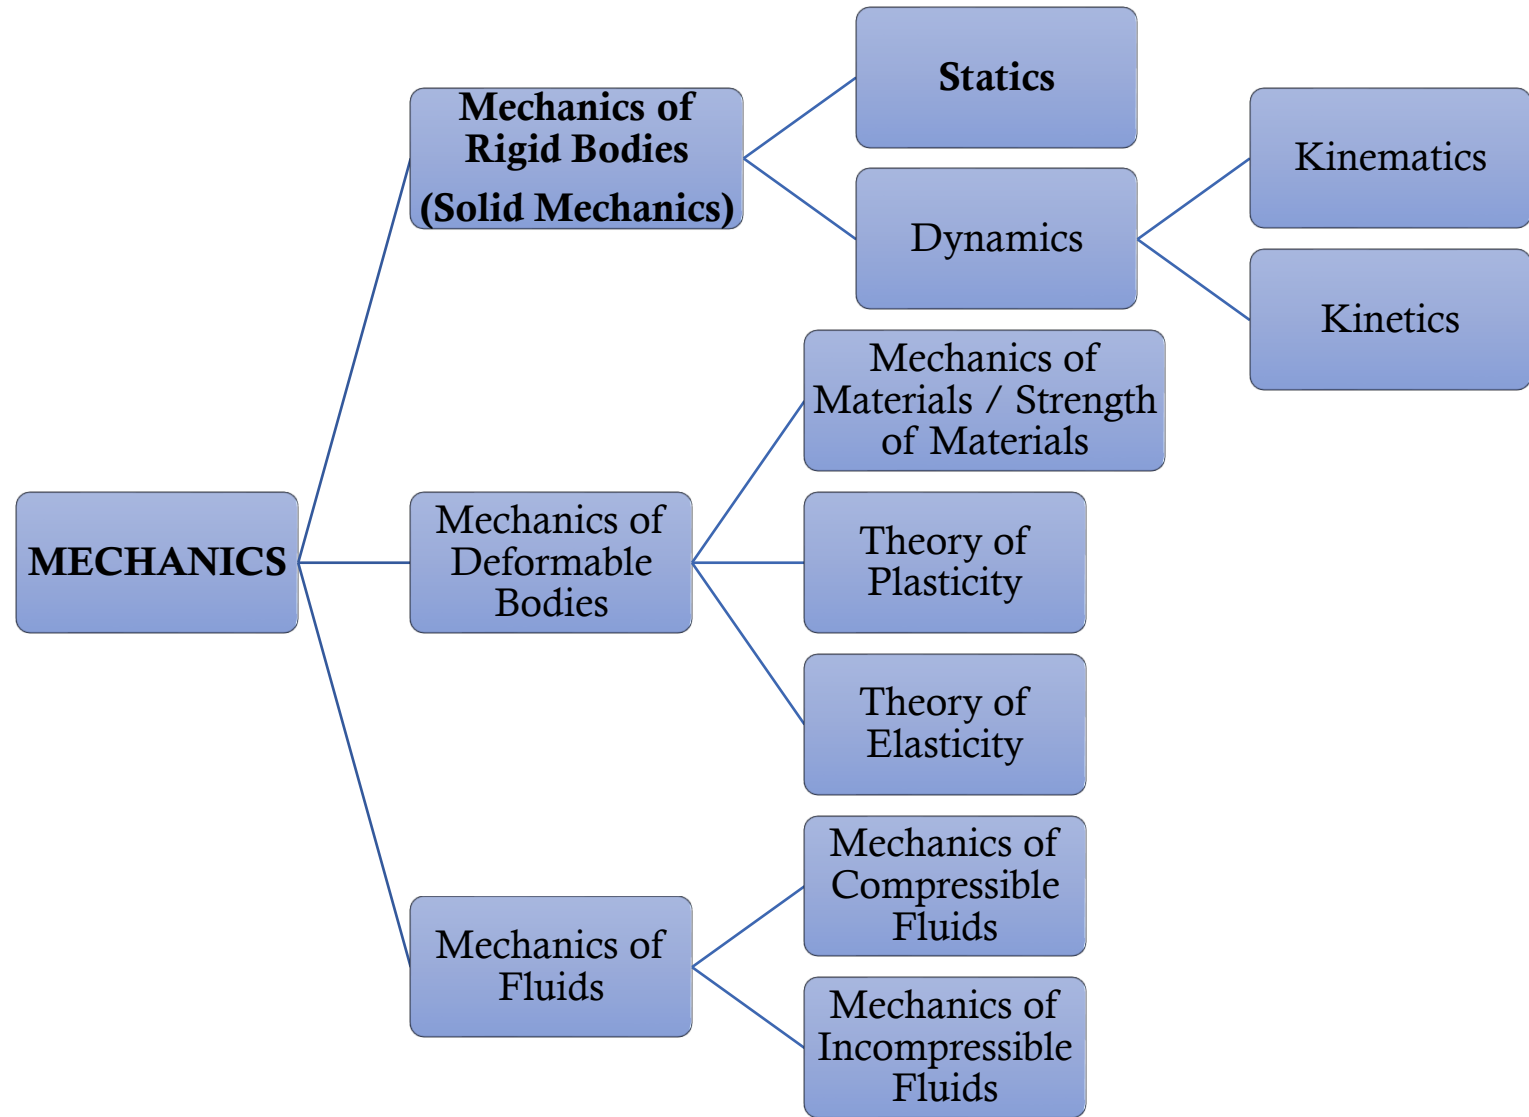 MECHANICS
Mechanics of
Rigid Bodies
(Solid Mechanics)
Statics
Dynamics
Kinematics
Kinetics
Mechanics of
Deformable
Bodies
Mechanics of
Materials / Strength
of Materials
Theory of
Plasticity
Theory of
Elasticity
Mechanics of
Fluids
Mechanics of
Compressible
Fluids
Mechanics of
Incompressible
Fluids